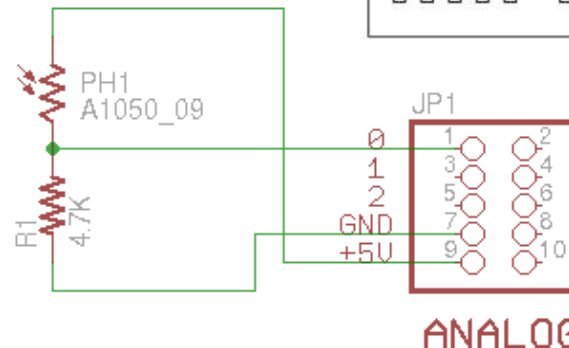 PH1
A1050_09
R1
4.7K
JP1
0
1
2
GND
+5V
1 2
3 4
5 6
7 8
9 10
ANALOG